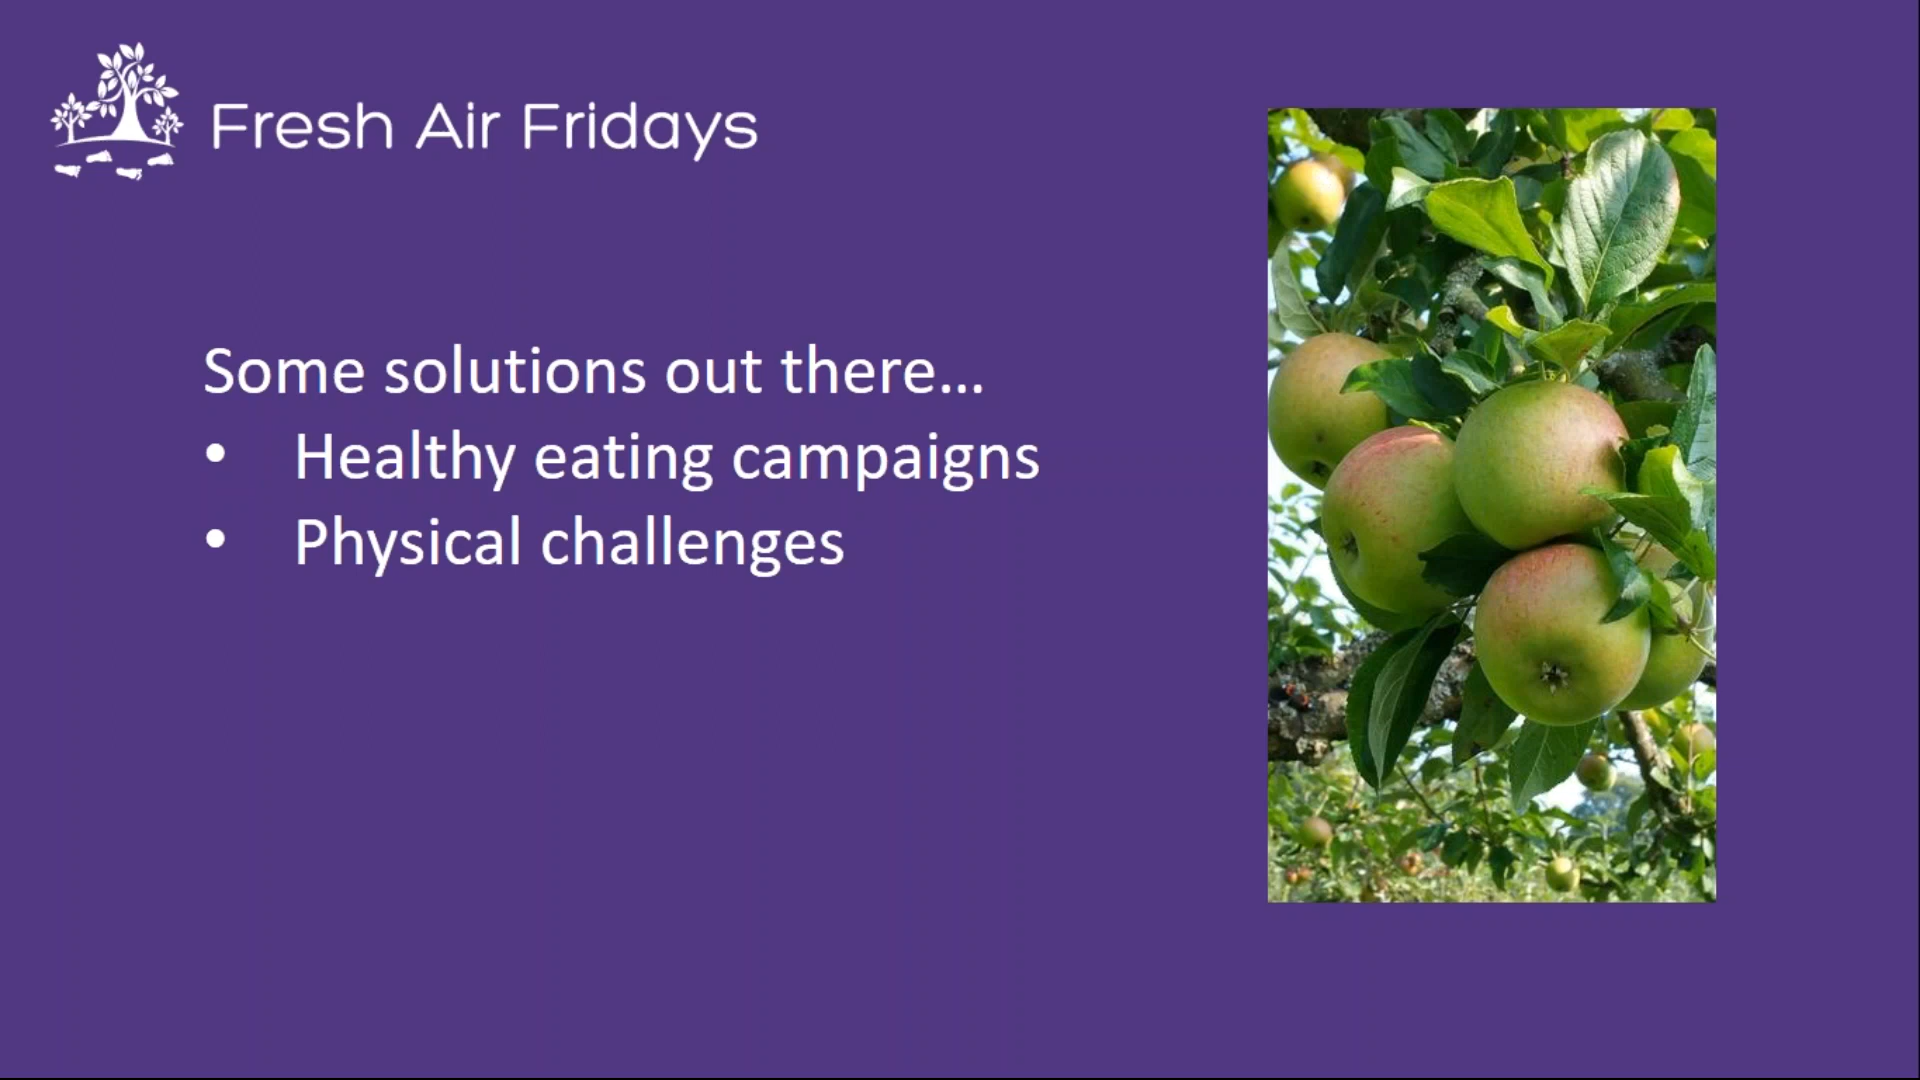 Fresh Air Fridays
Some solutions out there...
• Healthy eating campaigns
• Physical challenges